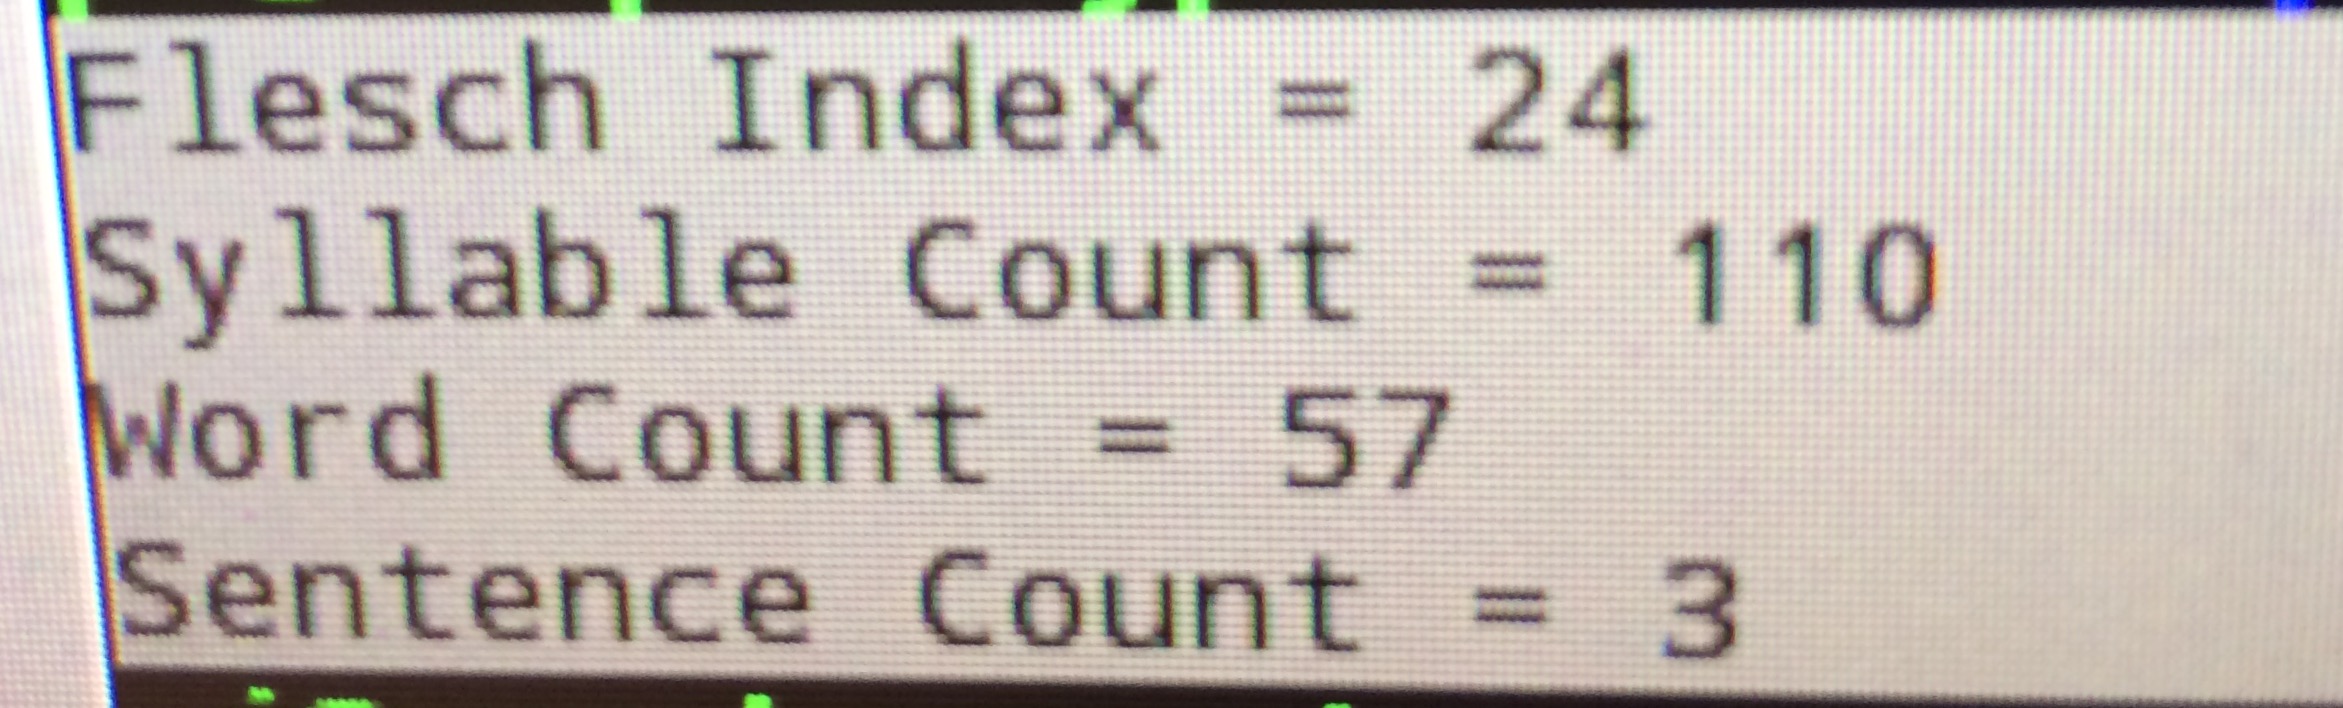 Flesch Index = 24
Syllable Count = 110
Word Count = 57
Sentence Count = 3